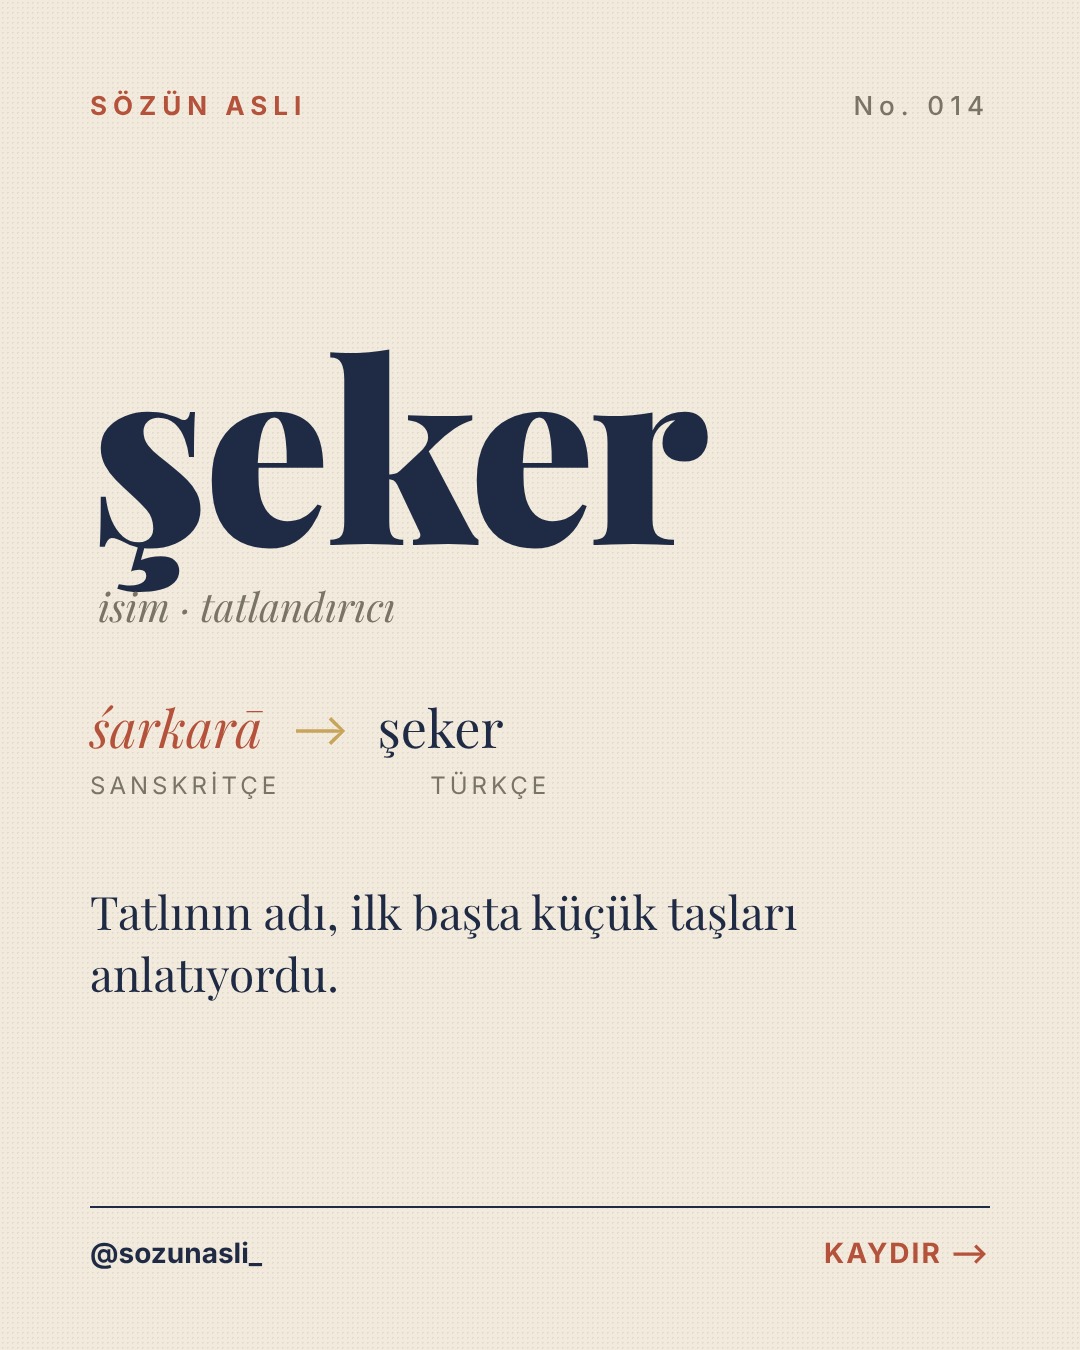 SÖZÜN ASLI
No. 014
şeker
isim · tatlandırıcı
śarkarā → şeker
SANSKRİTÇE TÜRKÇE
Tatlının adı, ilk başta küçük taşları
anlatıyordu.
@sozunasli_
KAYDIR →